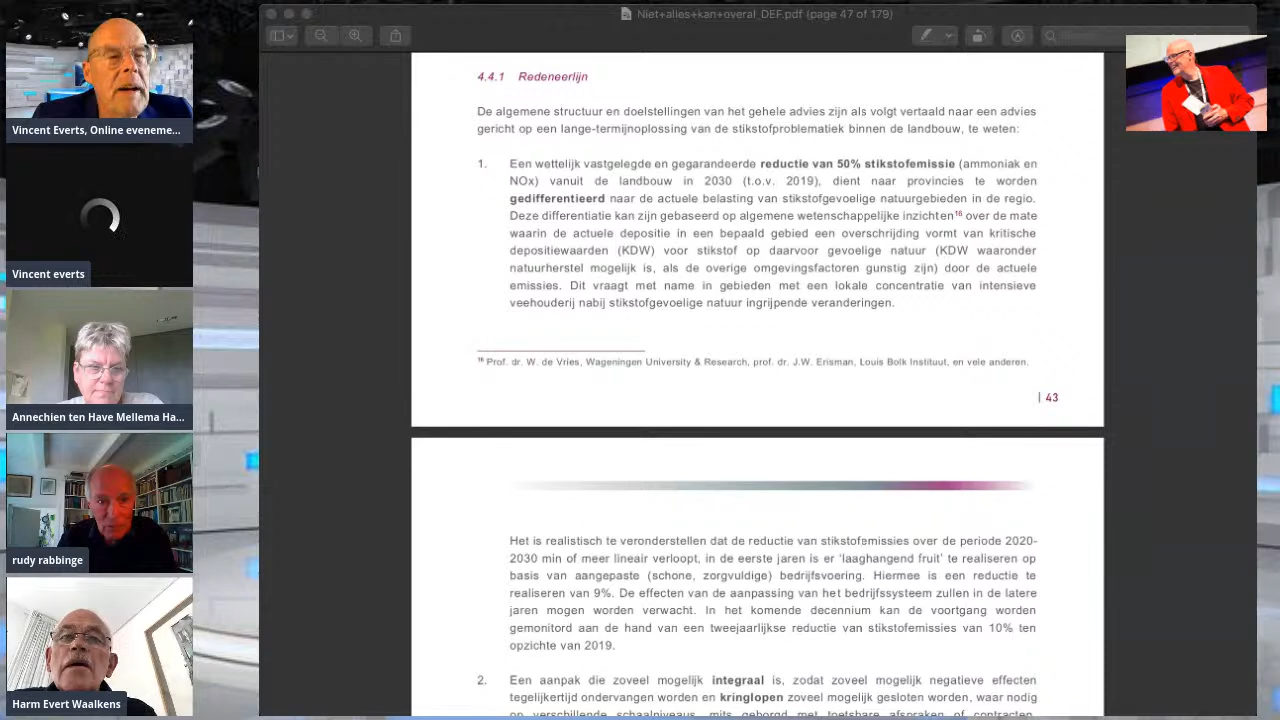 Niet+alles+kan+overal_DEF.pdf (page 47 of 179)
4.4.1 Redeneerlijn
De algemene structuur en doelstellingen van het gehele advies zijn als volgt vertaald naar een advies
gericht op een lange-termijnoplossing van de stikstofproblematiek binnen de landbouw, te weten:
1. Een wettelijk vastgelegde en gegarandeerde reductie van 50% stikstofemissie (ammoniak en
NOx) vanuit de landbouw in 2030 (t.o.v. 2019), dient naar provincies te worden
gedifferentieerd naar de actuele belasting van stikstofgevoelige natuurgebieden in de regio.
Deze differentiatie kan zijn gebaseerd op algemene wetenschappelijke inzichten16 over de mate
waarin de actuele depositie in een bepaald gebied een overschrijding vormt van kritische
depositiewaarden (KDW) voor stikstof op daarvoor gevoelige natuur (KDW waaronder
natuurherstel mogelijk is, als de overige omgevingsfactoren gunstig zijn) door de actuele
emissies. Dit vraagt met name in gebieden met een lokale concentratie van intensieve
veehouderij nabij stikstofgevoelige natuur ingrijpende veranderingen.
16 Prof. dr. W. de Vries, Wageningen University & Research, prof. dr. J.W. Erisman, Louis Bolk Instituut, en vele anderen.
| 43
Het is realistisch te veronderstellen dat de reductie van stikstofemissies over de periode 2020-
2030 min of meer lineair verloopt, in de eerste jaren is er 'laaghangend fruit' te realiseren op
basis van aangepaste (schone, zorgvuldige) bedrijfsvoering. Hiermee is een reductie te
realiseren van 9%. De effecten van de aanpassing van het bedrijfssysteem zullen in de latere
jaren mogen worden verwacht. In het komende decennium kan de voortgang worden
gemonitord aan de hand van een tweejaarlijkse reductie van stikstofemissies van 10% ten
opzichte van 2019.
2. Een aanpak die zoveel mogelijk integraal is, zodat zoveel mogelijk negatieve effecten
tegelijkertijd ondervangen worden en kringlopen zoveel mogelijk gesloten worden, waar nodig
op verschillende schaalniveaus, mits geborgd met toetsbare afspraken of contracten.
Vincent Everts, Online eveneme...
Vincent everts
Annechien ten Have Mellema Ha...
rudy rabbinge
Harm Evert Waalkens